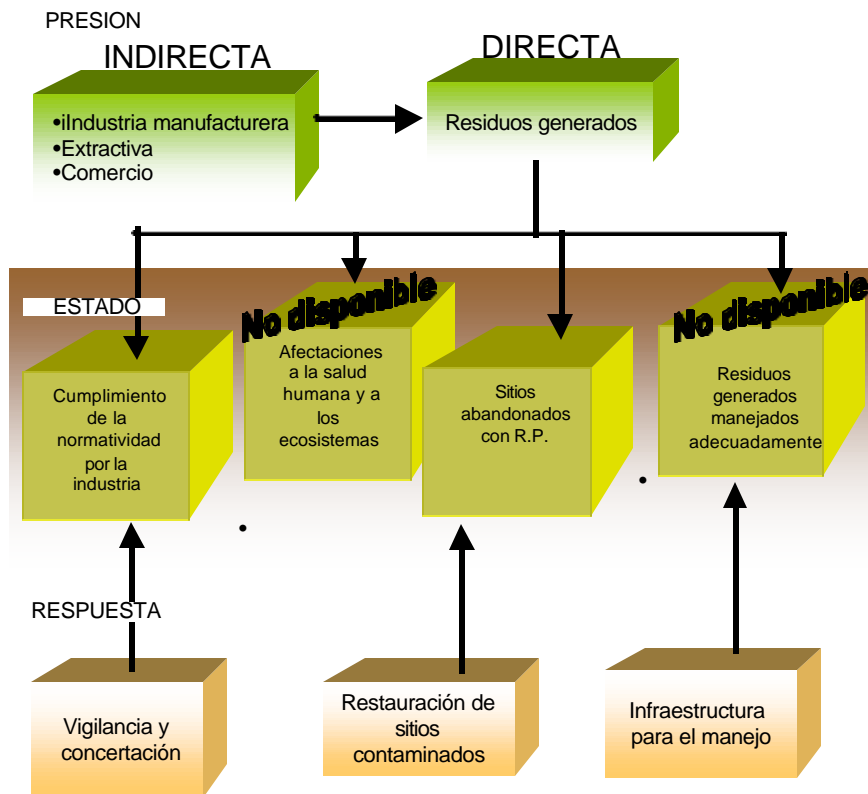 PRESION
INDIRECTA
DIRECTA
•iIndustria manufacturera
•Extractiva
•Comercio
Residuos generados
ESTADO
No disponible
No disponible
Cumplimiento
de la
normatividad
por la
industria
Afectaciones
a la salud
humana y a
los
ecosistemas
Sitios
abandonados
con R.P.
Residuos
generados
manejados
adecuadamente
RESPUESTA
Vigilancia y
concertación
Restauración de
sitios
contaminados
Infraestructura
para el manejo